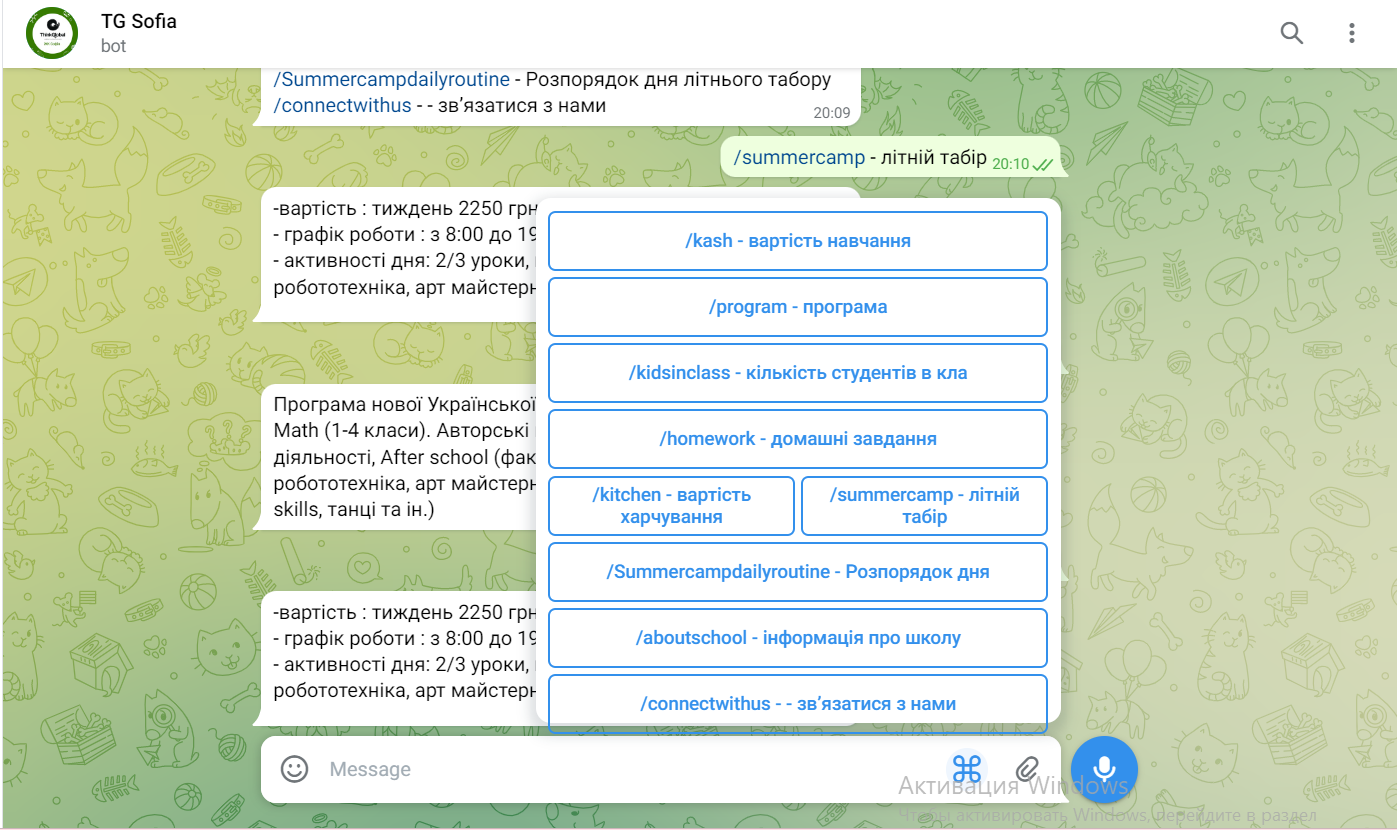 TG Sofia
bot
/Summercampdailyroutine - Розпорядок дня літнього табору
/connectwithus - - зв’язатися з нами
20:09
/summercamp - літній табір 20:10
-вартість : тиждень 2250 грн
- графік роботи : з 8:00 до 19
- активності дня: 2/3 уроки,
робототехніка, арт майстерн
Програма нової Української
Math (1-4 класи). Авторські
діяльності, After school (фак
робототехніка, арт майстерн
skills, танці та ін.)
-вартість : тиждень 2250 грн
- графік роботи : з 8:00 до 19
- активності дня: 2/3 уроки,
робототехніка, арт майстерн
/kash - вартість навчання
/program - програма
/kidsinclass - кількість студентів в кла
/homework - домашні завдання
/kitchen - вартість
харчування
/summercamp - літній
табір
/Summercampdailyroutine - Розпорядок дня
/aboutschool - інформація про школу
/connectwithus - - зв’язатися з нами
Message
Активация Windows
Чтобы активировать Windows, перейдите в раздел